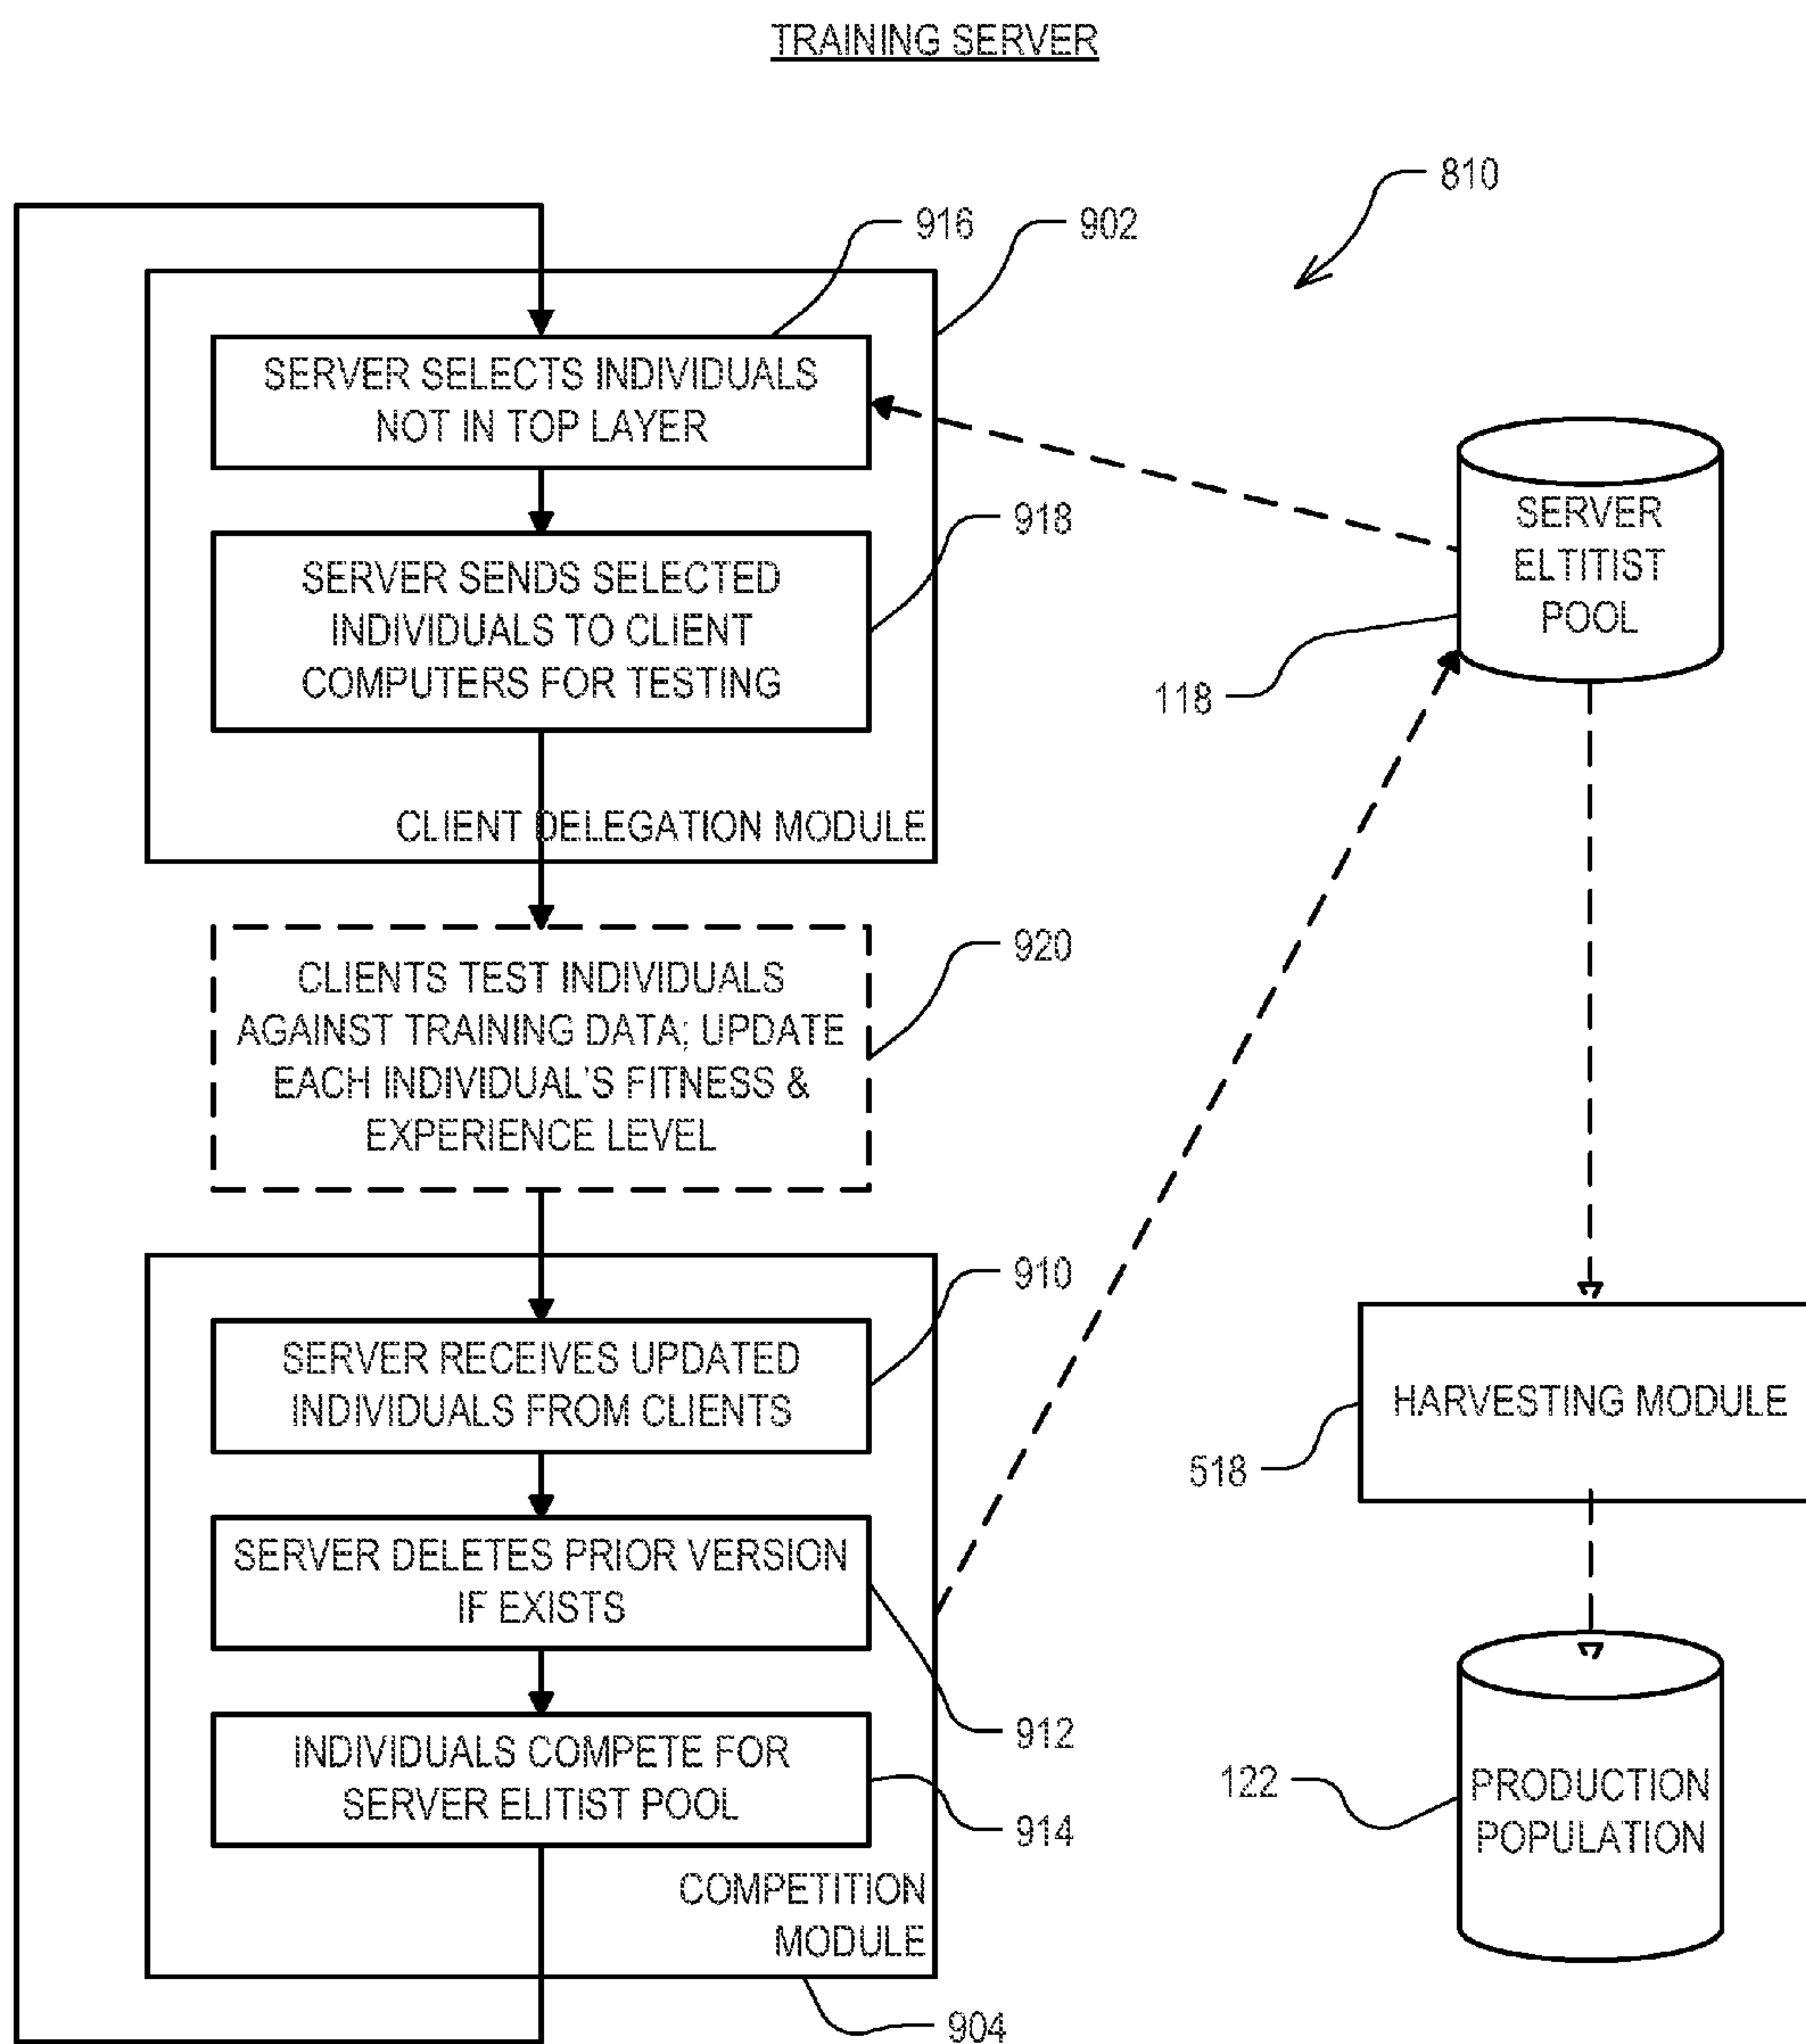 TRAINING SERVER
810
916
902
SERVER SELECTS INDIVIDUALS
NOT IN TOP LAYER
918
SERVER SENDS SELECTED
INDIVIDUALS TO CLIENT
COMPUTERS FOR TESTING
CLIENT DELEGATION MODULE
SERVER
ELTITIST
POOL
118
920
CLIENTS TEST INDIVIDUALS
AGAINST TRAINING DATA; UPDATE
EACH INDIVIDUAL'S FITNESS &
EXPERIENCE LEVEL
910
SERVER RECEIVES UPDATED
INDIVIDUALS FROM CLIENTS
SERVER DELETES PRIOR VERSION
IF EXISTS
912
INDIVIDUALS COMPETE FOR
SERVER ELITIST POOL
914
COMPETITION
MODULE
904
HARVESTING MODULE
518
122
PRODUCTION
POPULATION